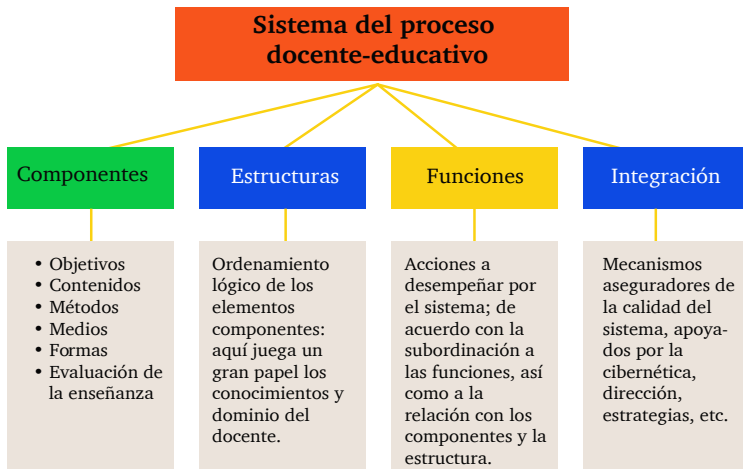 Sistema del proceso
docente-educativo
Componentes
• Objetivos
• Contenidos
• Métodos
• Medios
• Formas
• Evaluación de
la enseñanza
Estructuras
Ordenamiento
lógico de los
elementos
componentes:
aquí juega un
gran papel los
conocimientos y
dominio del
docente.
Funciones
Acciones a
desempeñar por
el sistema; de
acuerdo con la
subordinación a
las funciones, así
como a la
relación con los
componentes y la
estructura.
Integración
Mecanismos
aseguradores de
la calidad del
sistema, apoya-
dos por la
cibernética,
dirección,
estrategias, etc.